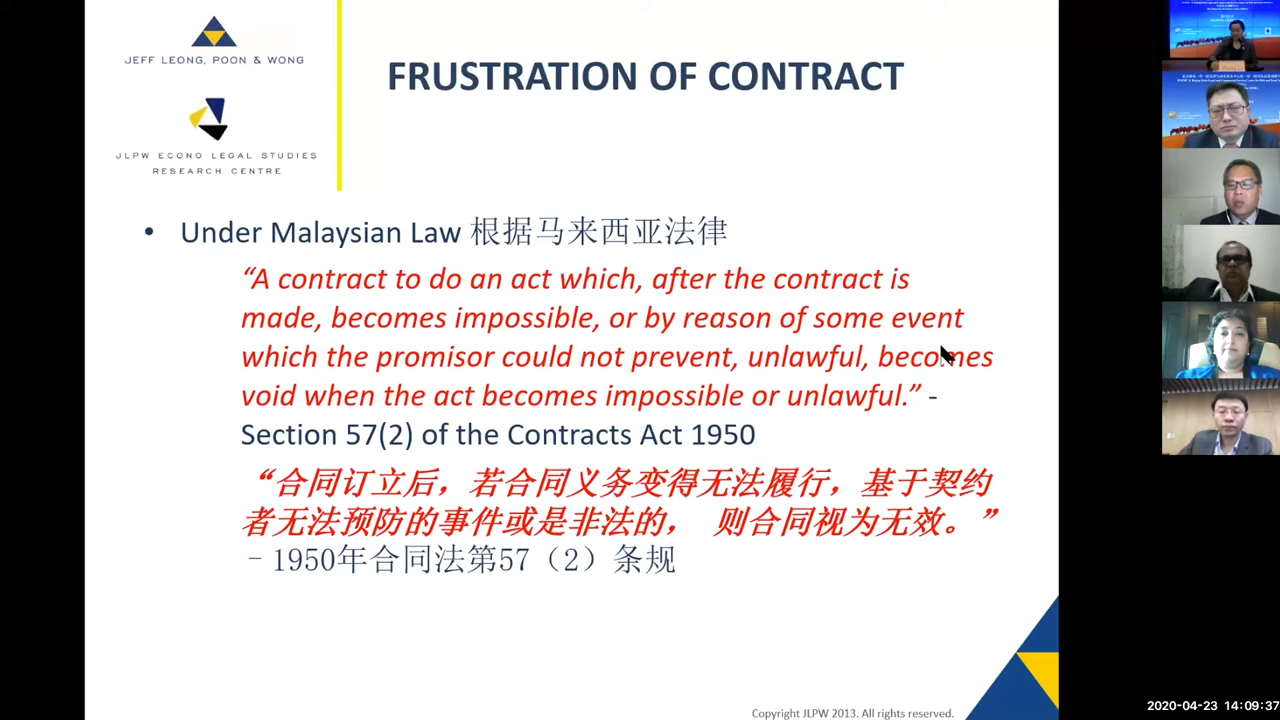 JEFF LEONG, POON & WONG
JLPW ECONO LEGAL STUDIES
RESEARCH CENTRE
FRUSTRATION OF CONTRACT
• Under Malaysian Law 根据马来西亚法律
“A contract to do an act which, after the contract is
made, becomes impossible, or by reason of some event
which the promisor could not prevent, unlawful, becomes
void when the act becomes impossible or unlawful.” -
Section 57(2) of the Contracts Act 1950
“合同订立后，若合同义务变得无法履行，基于契约
者无法预防的事件或是非法的， 则合同视为无效。”
– 1950年合同法第57（2）条规
Copyright JLPW 2013. All rights reserved.
2020-04-23 14:09:37